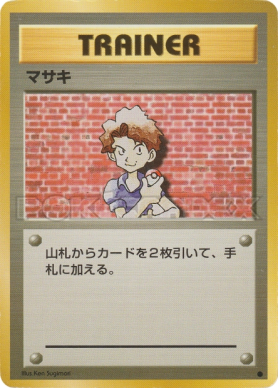 TRAINER
マサキ
山札からカードを2枚引いて、手
札に加える。
Illus. Ken Sugimori